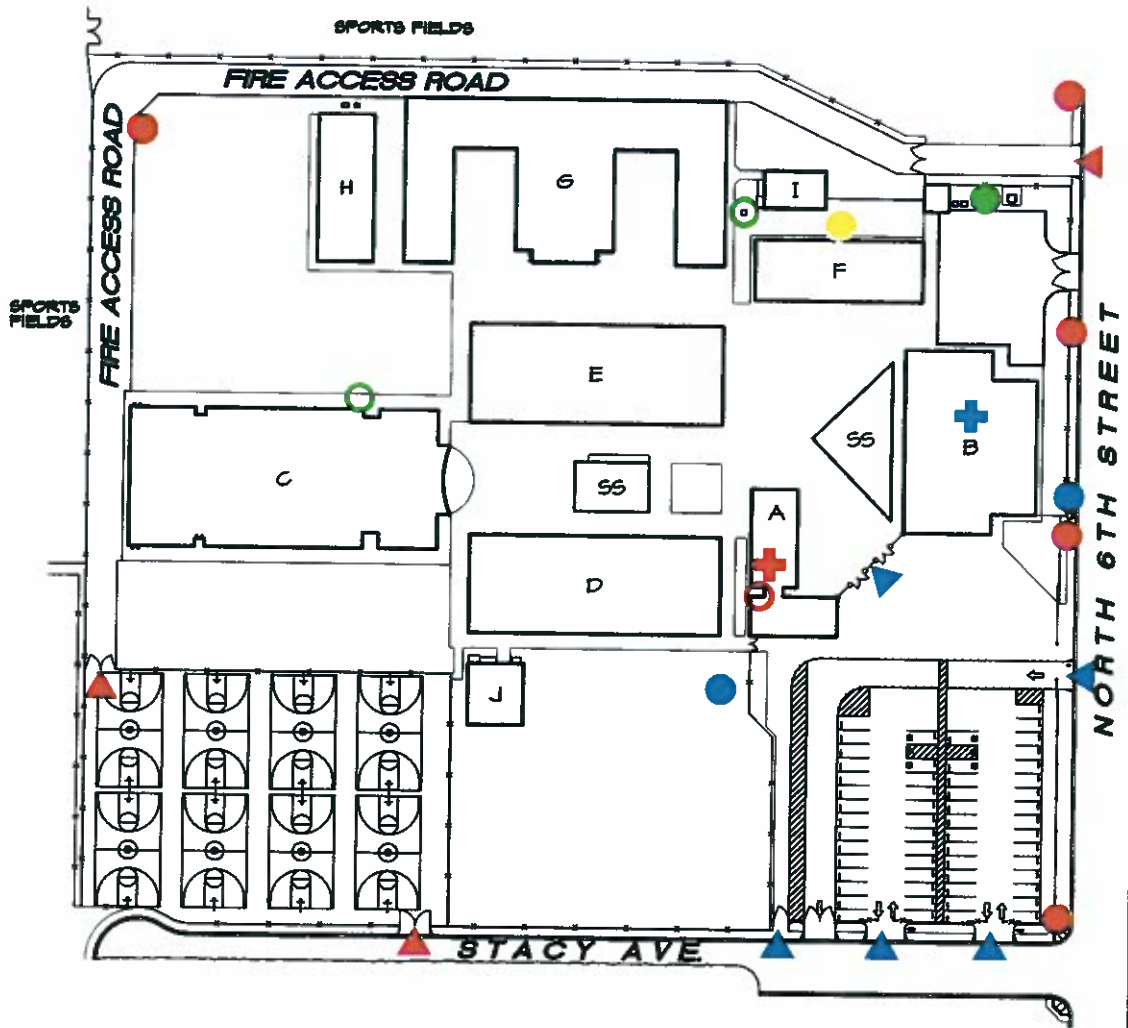 SPORTS FIELDS
FIRE ACCESS ROAD
FIRE ACCESS ROAD
H
G
I
F
SPORTS
FIELDS
E
NORTH 6TH STREET
SS
B
C
SS
A
D
J
STACY AVE